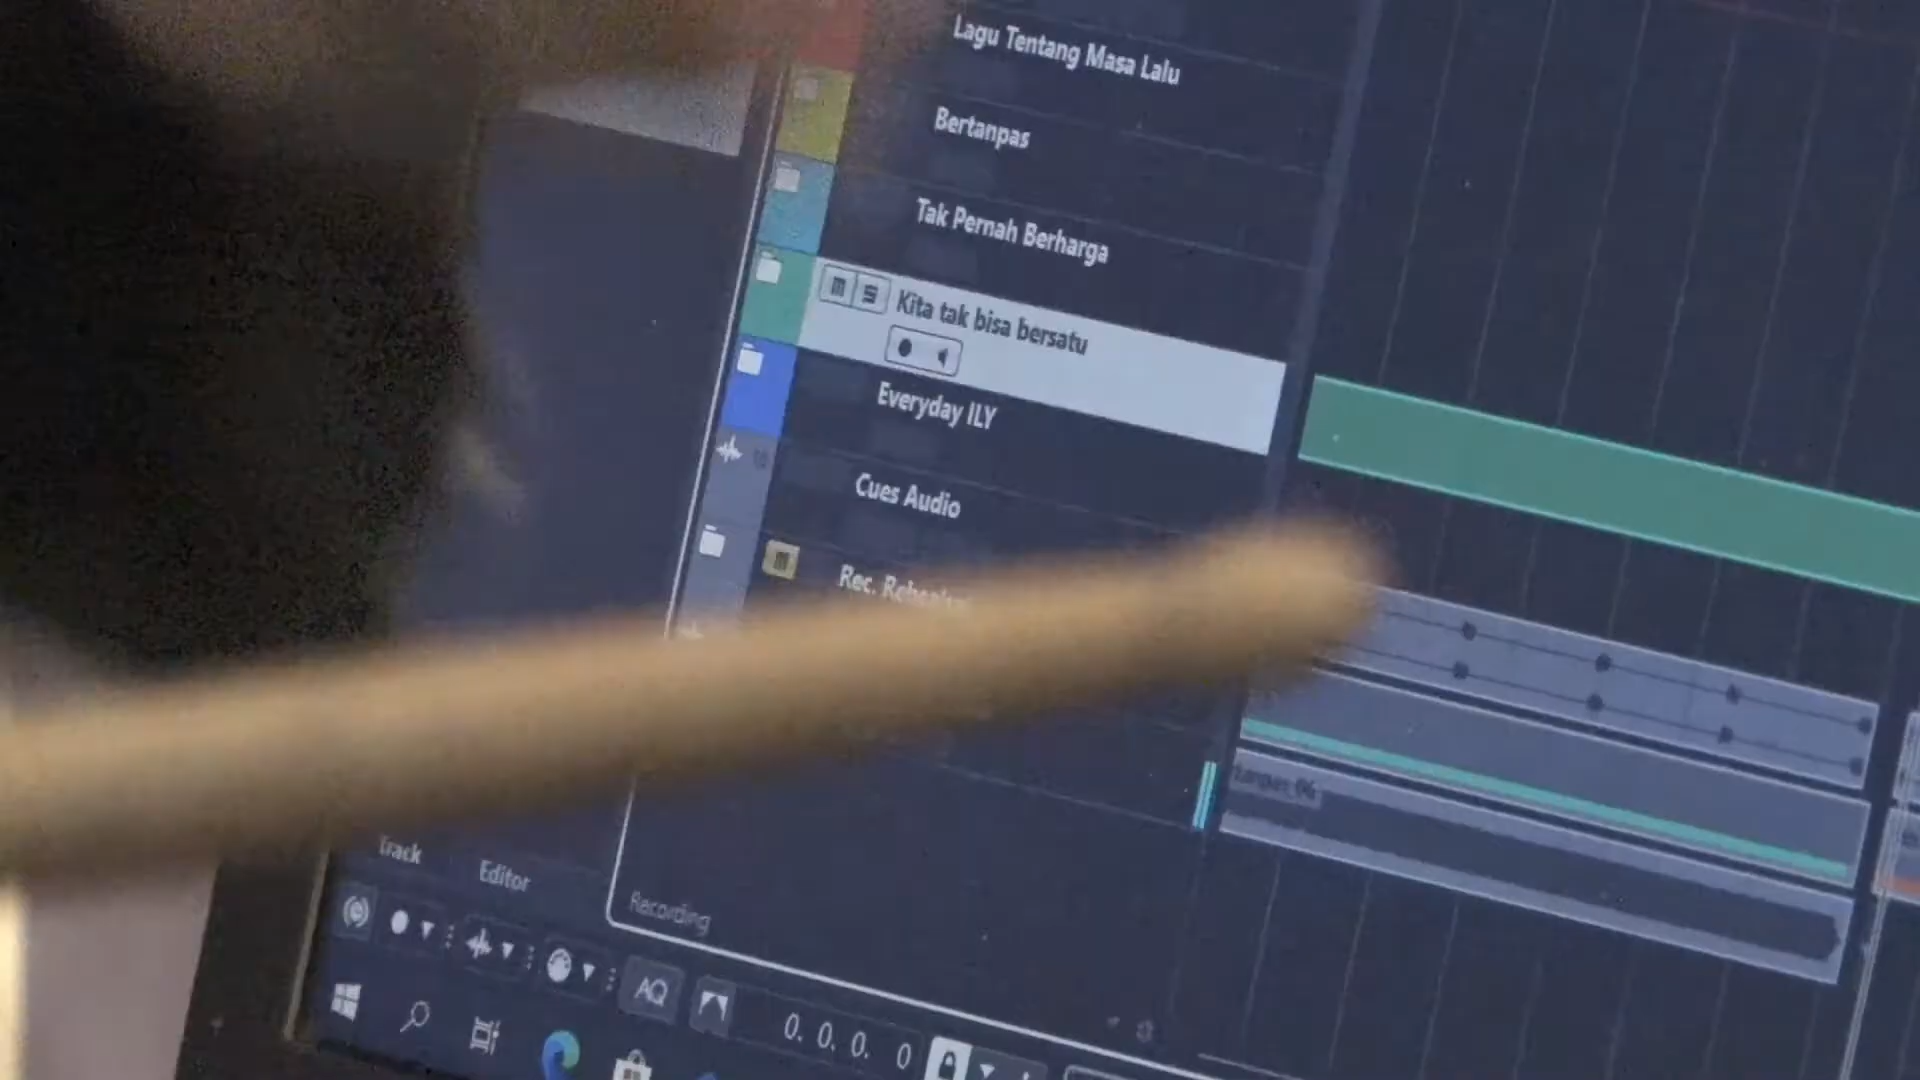 Lagu Tentang Masa Lalu
Bertanpas
Tak Pernah Berharga
m S Kita tak bisa bersatu
Everyday ILY
Cues Audio
m
Rec.
Track Editor
Recording
AQ 0. 0. 0. 0